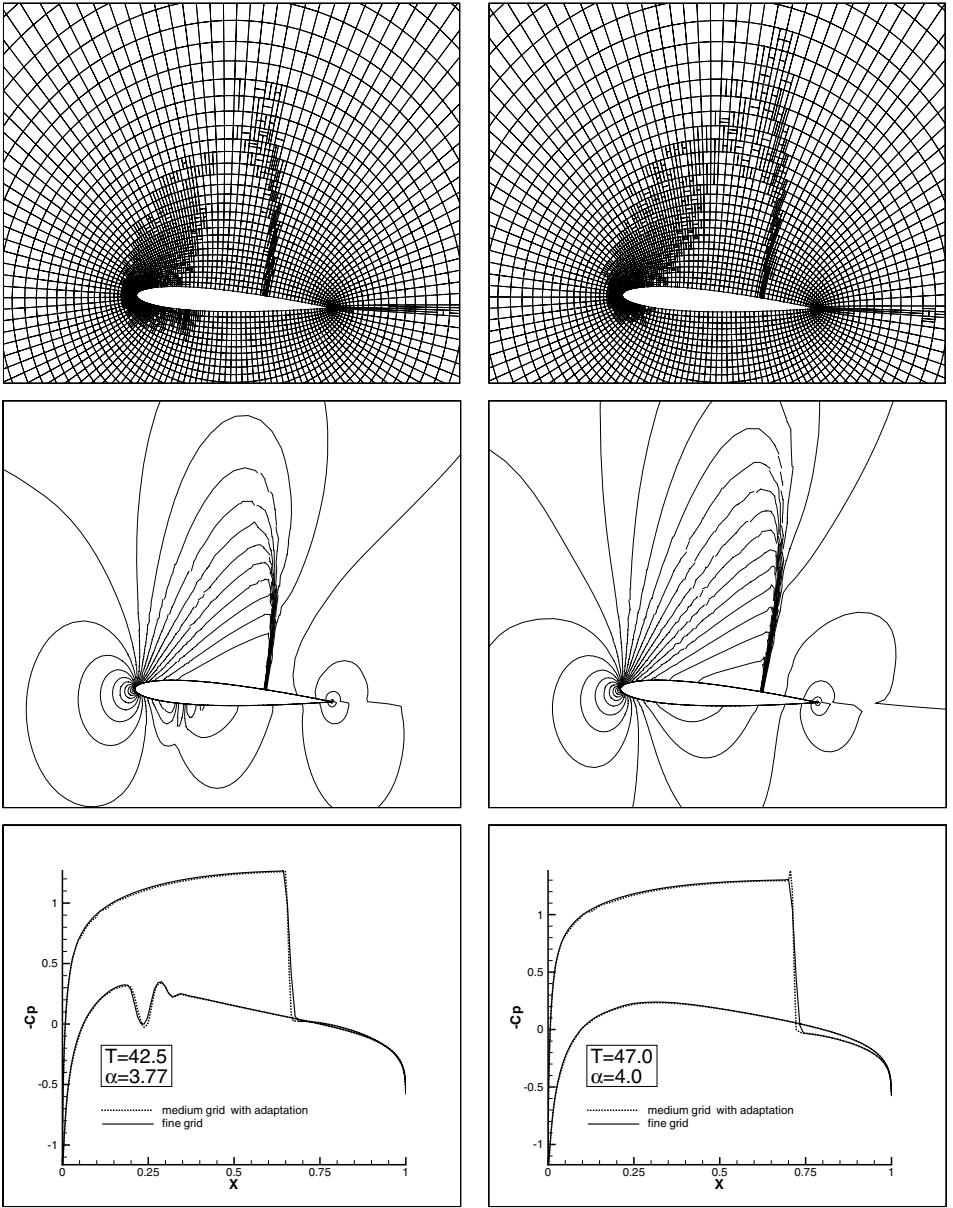 1
0.5
0
-0.5
-1
-Cp
T=42.5
α=3.77
medium grid with adaptation
fine grid
0
0.25
0.5
0.75
1
X
1
0.5
0
-0.5
-1
-Cp
T=47.0
α=4.0
medium grid with adaptation
fine grid
0
0.25
0.5
0.75
1
X